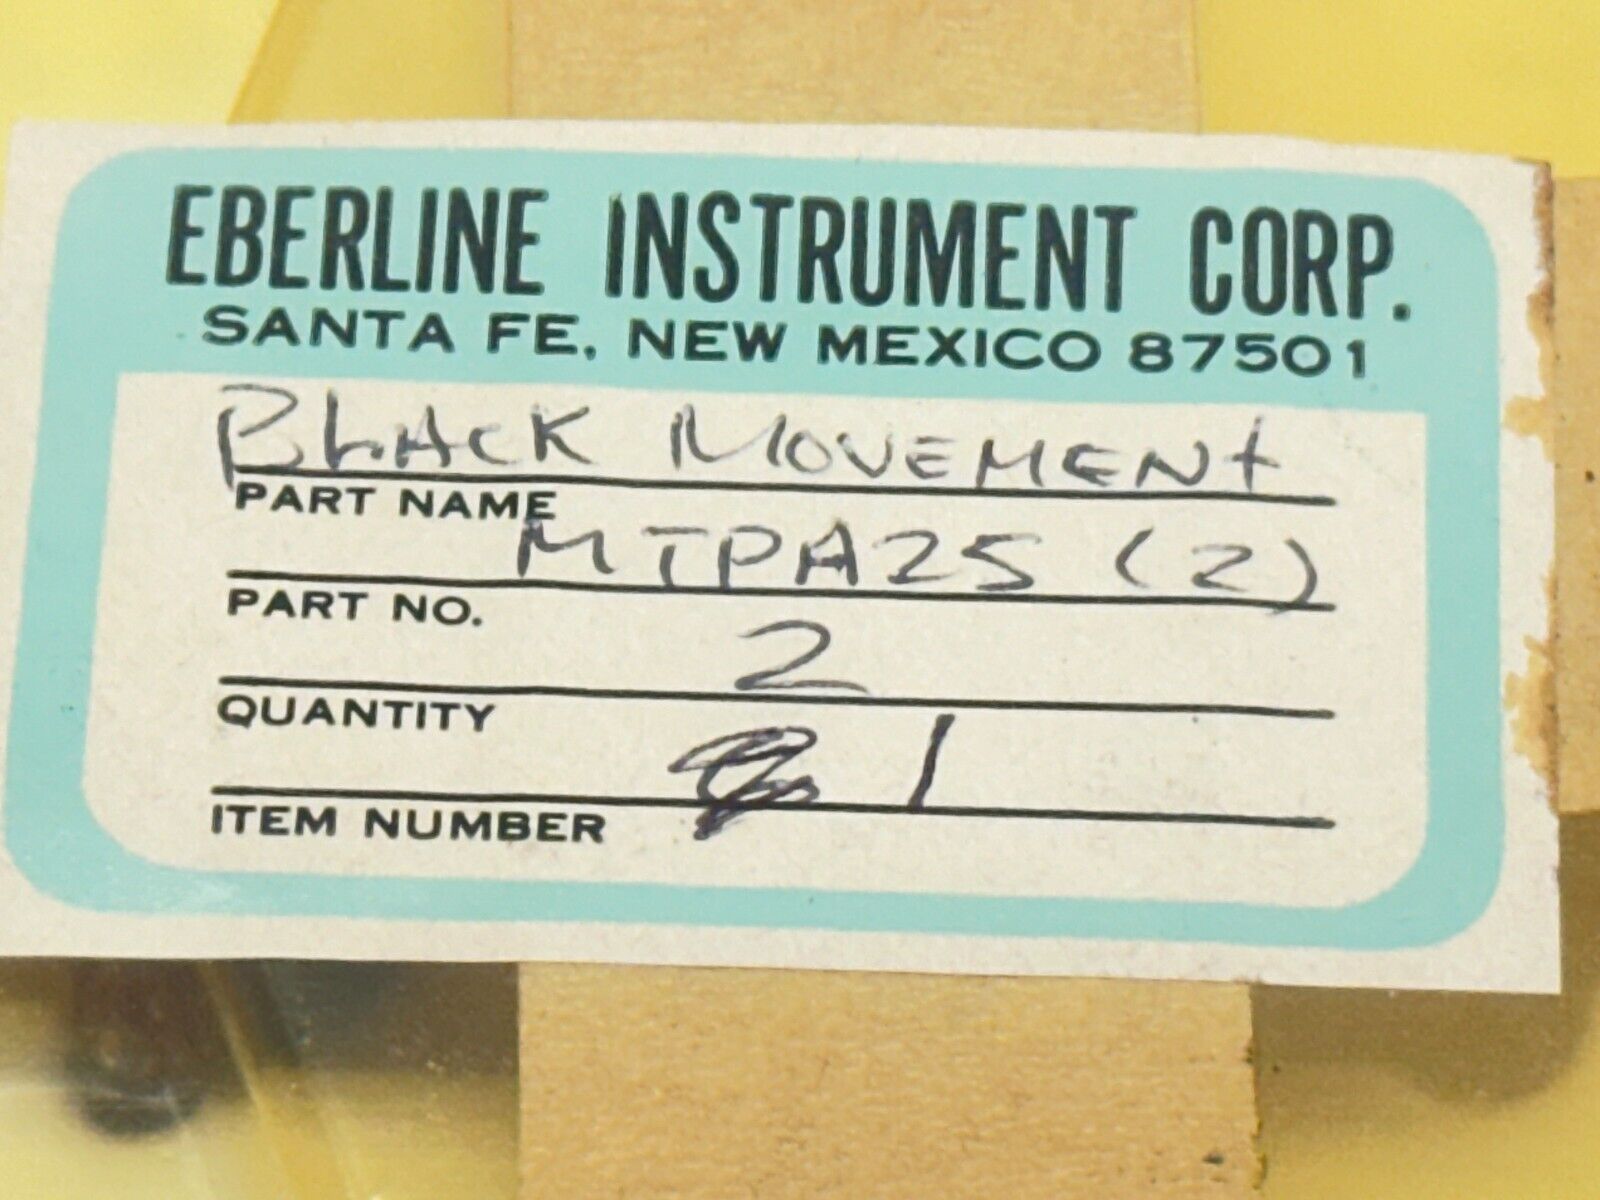 EBERLINE INSTRUMENT CORP.
SANTA FE, NEW MEXICO 87501
BLACK MOVEMENT
PART NAME
MTPA25 (2)
PART NO.
2
QUANTITY
1
ITEM NUMBER